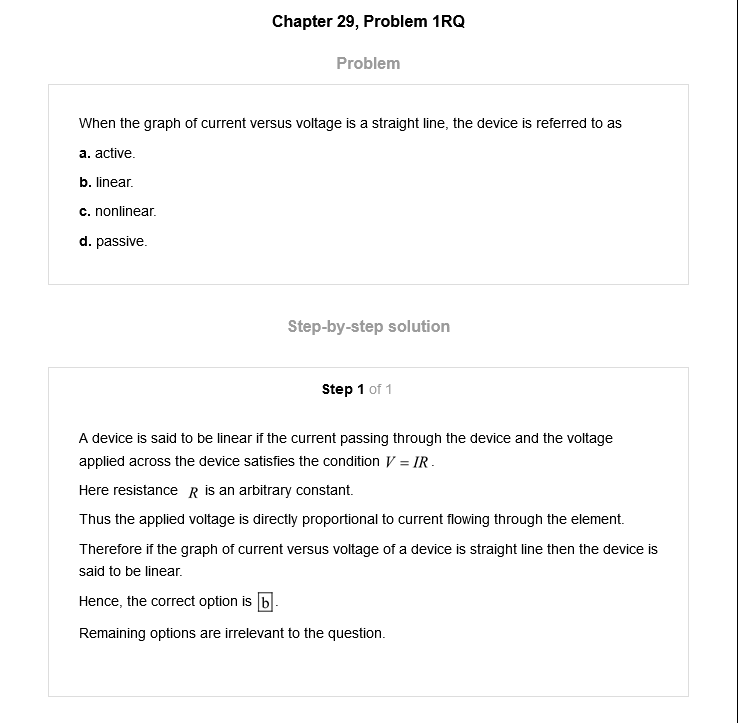 Chapter 29, Problem 1RQ
Problem
When the graph of current versus voltage is a straight line, the device is referred to as
a. active.
b. linear.
c. nonlinear.
d. passive.
Step-by-step solution
Step 1 of 1
A device is said to be linear if the current passing through the device and the voltage
applied across the device satisfies the condition V = IR.
Here resistance R is an arbitrary constant.
Thus the applied voltage is directly proportional to current flowing through the element.
Therefore if the graph of current versus voltage of a device is straight line then the device is
said to be linear.
Hence, the correct option is b.
Remaining options are irrelevant to the question.